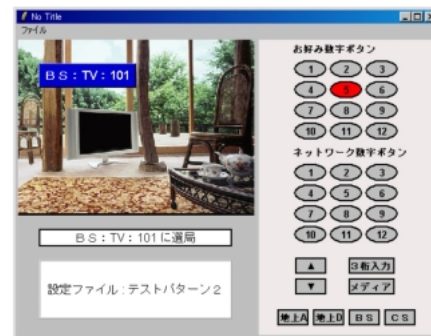 No Title
ファイル
BS：TV：101
BS：TV：101に選局
設定ファイル：テストパターン2
お好み数字ボタン
1 2 3
4 5 6
7 8 9
10 11 12
ネットワーク数字ボタン
1 2 3
4 5 6
7 8 9
10 11 12
▲ 3桁入力
▼ メディア
地上A 地上D BS CS